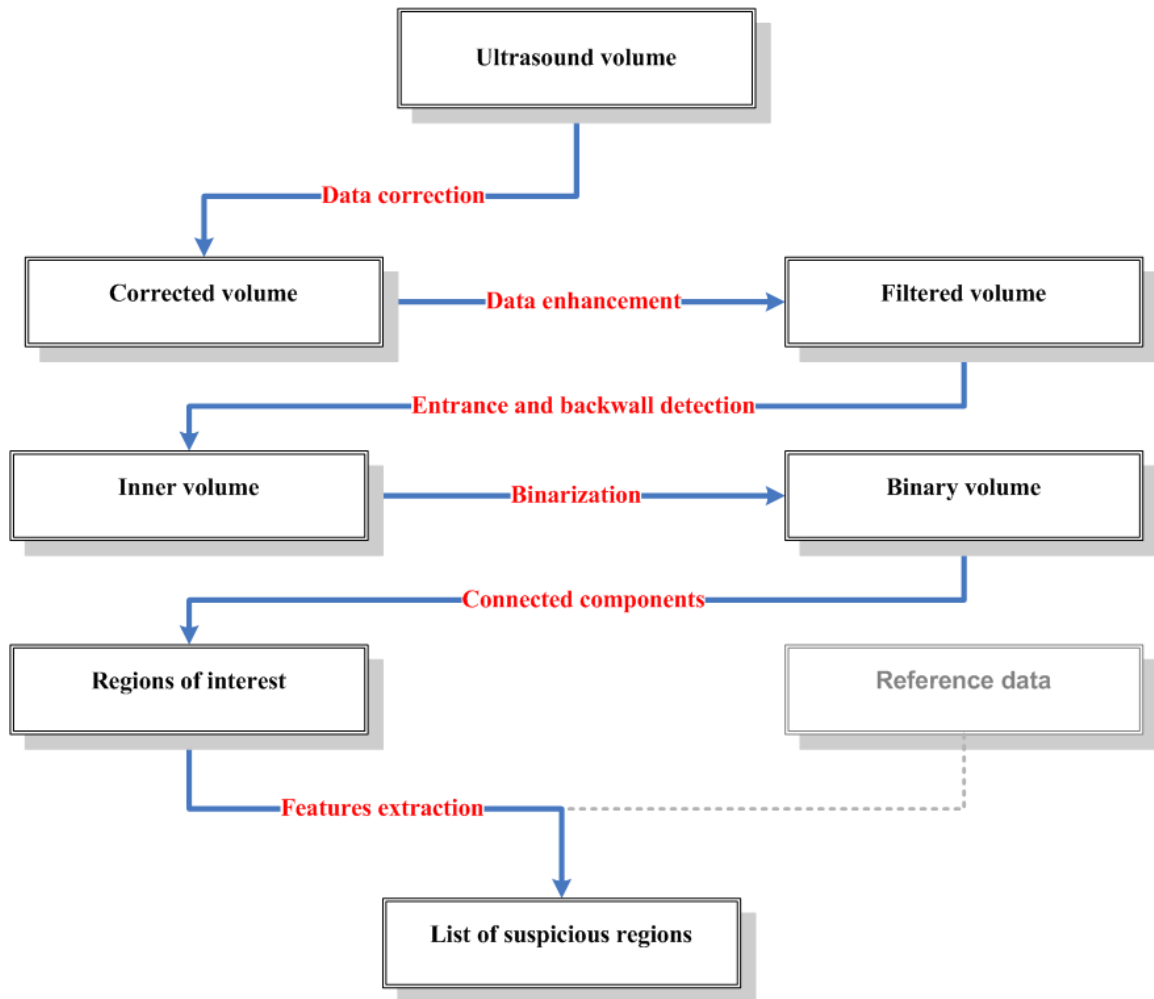 Ultrasound volume
Data correction
Corrected volume
Data enhancement
Filtered volume
Entrance and backwall detection
Inner volume
Binarization
Binary volume
Connected components
Regions of interest
Reference data
Features extraction
List of suspicious regions